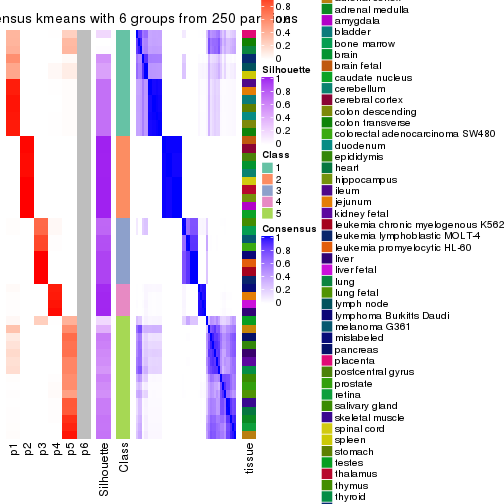 ensus kmeans with 6 groups from 250 par
ons
0.8
0.6
0.4
0.2
0
Silhouette
1
0.8
0.6
0.4
0.2
0
Class
1
2
3
4
5
Consensus
1
0.8
0.6
0.4
0.2
0
p1
p2
p3
p4
p5
p6
Silhouette
Class
tissue
adrenal medulla
amygdala
bladder
bone marrow
brain
brain fetal
caudate nucleus
cerebellum
cerebral cortex
colon descending
colon transverse
colorectal adenocarcinoma SW480
duodenum
epididymis
heart
hippocampus
ileum
jejunum
kidney fetal
leukemia chronic myelogenous K562
leukemia lymphoblastic MOLT-4
leukemia promyelocytic HL-60
liver
liver fetal
lung
lung fetal
lymph node
lymphoma Burkitts Daudi
melanoma G361
mislabeled
pancreas
placenta
postcentral gyrus
prostate
retina
salivary gland
skeletal muscle
spinal cord
spleen
stomach
testes
thalamus
thymus
thyroid